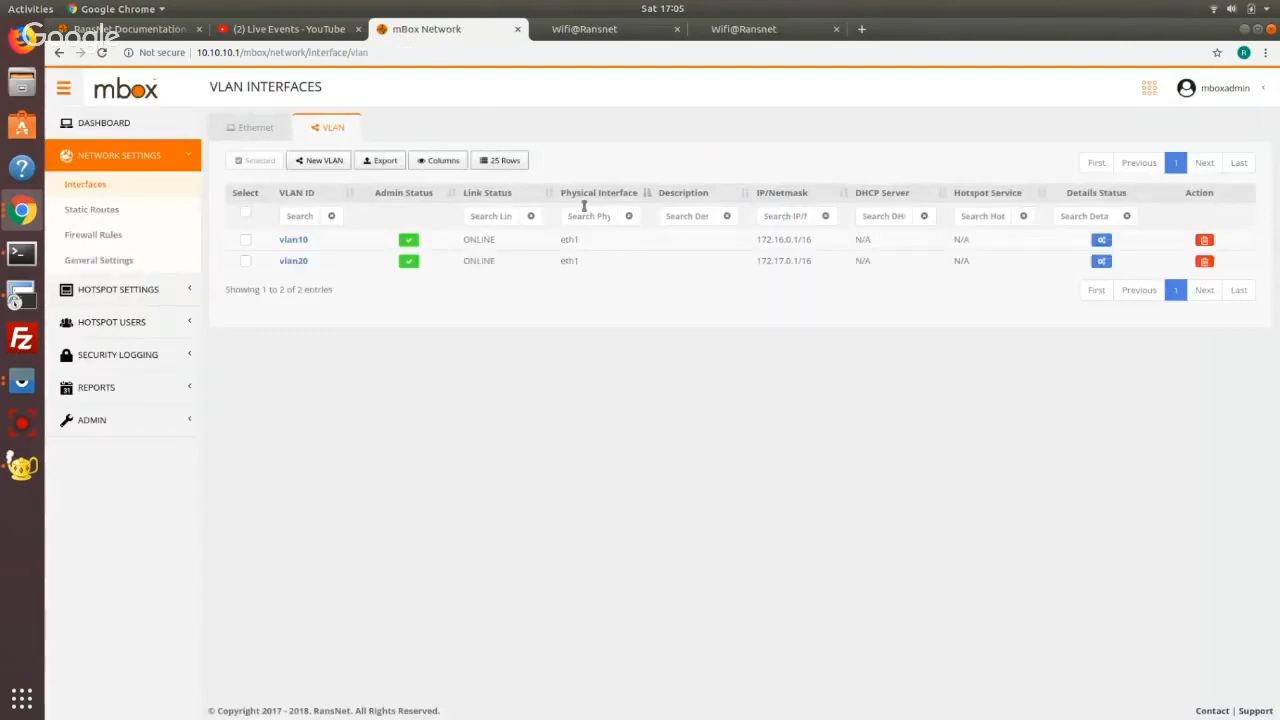 Activities Google Chrome Sat 17:05
Google
RansNet Documentation (2) Live Events - YouTube mBox Network Wifi@Ransnet Wifi@Ransnet
Not secure 10.10.10.1/mbox/network/interface/vlan R
mbox VLAN INTERFACES mboxadmin
DASHBOARD
NETWORK SETTINGS
Interfaces
Static Routes
Firewall Rules
General Settings
HOTSPOT SETTINGS
HOTSPOT USERS
SECURITY LOGGING
REPORTS
ADMIN
Ethernet VLAN
Selected New VLAN Export Columns 25 Rows First Previous 1 Next Last
Select VLAN ID Admin Status Link Status Physical Interface Description IP/Netmask DHCP Server Hotspot Service Details Status Action
Search Search Lin Search Phy Search Des Search IP/N Search DH Search Hot Search Deta
vlan10 ONLINE eth1 172.16.0.1/16 N/A N/A
vlan20 ONLINE eth1 172.17.0.1/16 N/A N/A
Showing 1 to 2 of 2 entries First Previous 1 Next Last
© Copyright 2017 - 2018. RansNet. All Rights Reserved. Contact | Support